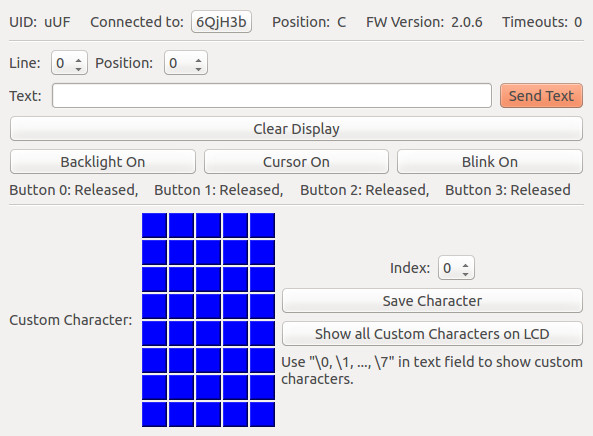 UID: uUF Connected to: 6QjH3b Position: C FW Version: 2.0.6 Timeouts: 0
Line: 0 Position: 0
Text: Send Text
Clear Display
Backlight On Cursor On Blink On
Button 0: Released, Button 1: Released, Button 2: Released, Button 3: Released
Index: 0
Save Character
Custom Character:
Show all Custom Characters on LCD
Use "\0, \1, ..., \7" in text field to show custom
characters.